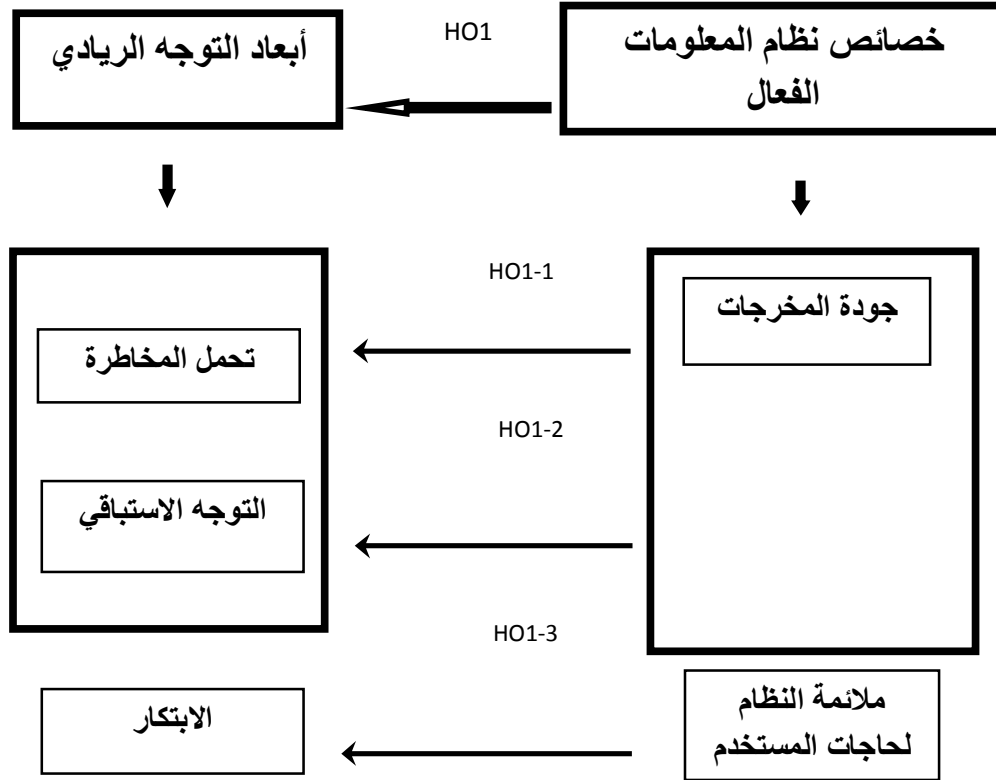 خصائص نظام المعلومات
الفعال
HO1
أبعاد التوجه الريادي
جودة المخرجات
HO1-1
تحمل المخاطرة
HO1-2
التوجه الاستباقي
HO1-3
ملائمة النظام
لحاجات المستخدم
الابتكار